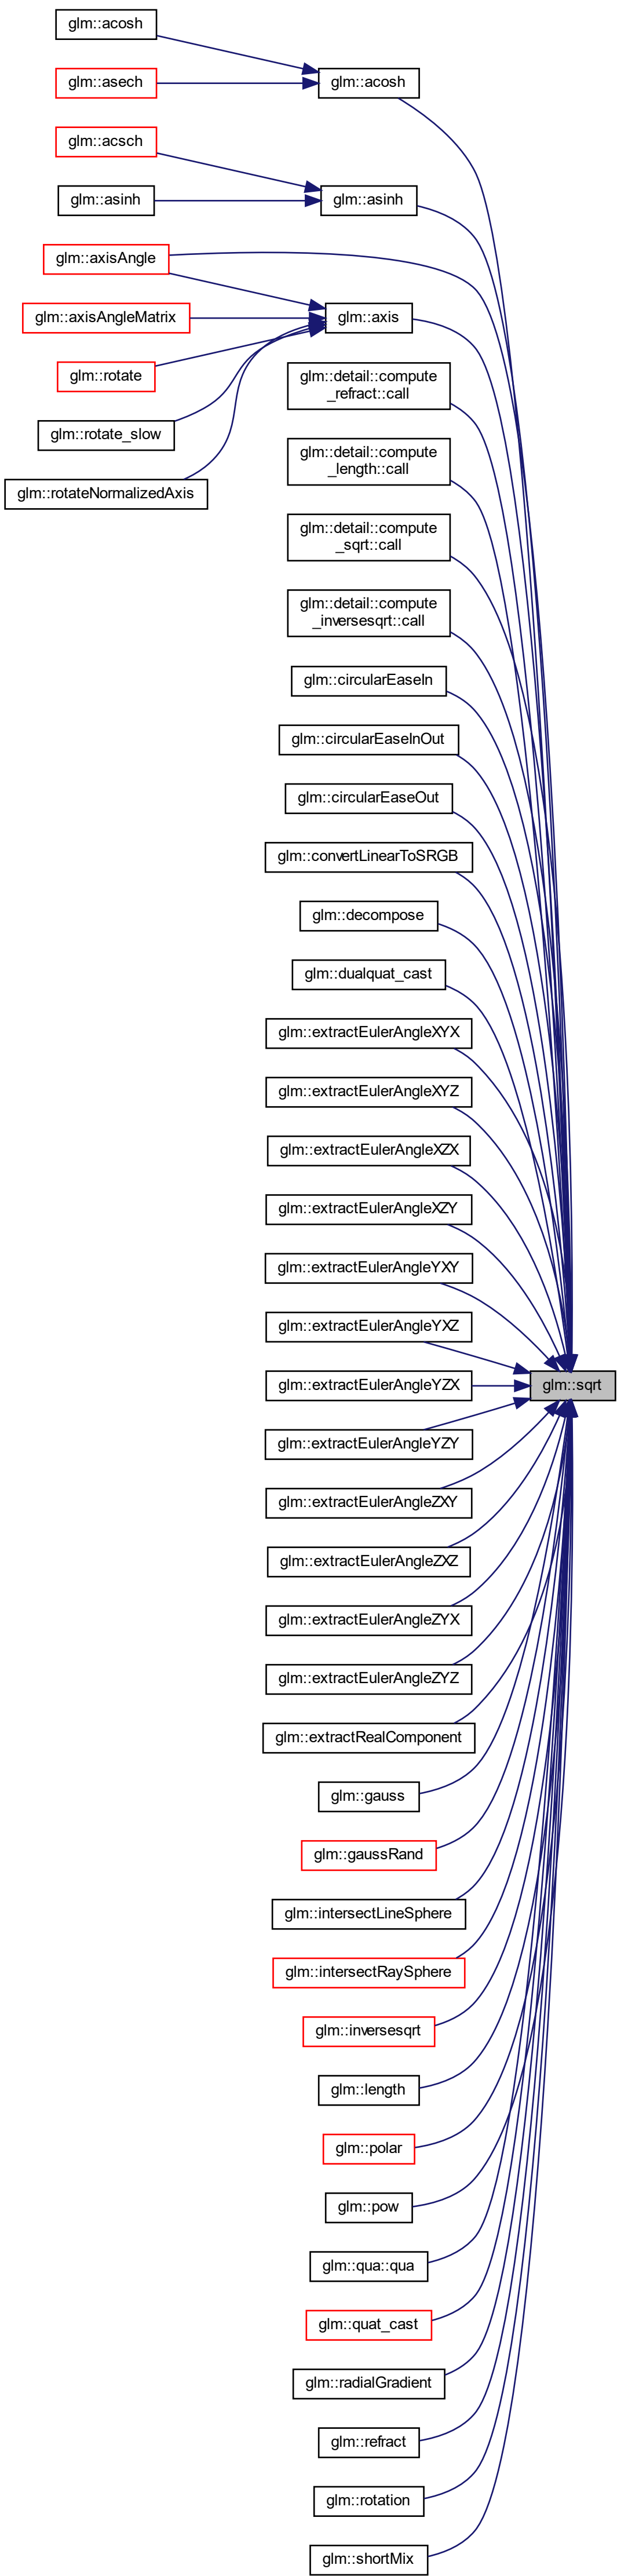 glm::acosh
glm::asech
glm::acosh
glm::acsch
glm::asinh
glm::asinh
glm::axisAngle
glm::axisAngleMatrix
glm::axis
glm::rotate
glm::rotate_slow
glm::rotateNormalizedAxis
glm::detail::compute
_refract::call
glm::detail::compute
_length::call
glm::detail::compute
_sqrt::call
glm::detail::compute
_inversesqrt::call
glm::circularEaseIn
glm::circularEaseInOut
glm::circularEaseOut
glm::convertLinearToSRGB
glm::decompose
glm::dualquat_cast
glm::extractEulerAngleXYX
glm::extractEulerAngleXYZ
glm::extractEulerAngleXZX
glm::extractEulerAngleXZY
glm::extractEulerAngleYXY
glm::extractEulerAngleYXZ
glm::extractEulerAngleYZX
glm::sqrt
glm::extractEulerAngleYZY
glm::extractEulerAngleZXY
glm::extractEulerAngleZXZ
glm::extractEulerAngleZYX
glm::extractEulerAngleZYZ
glm::extractRealComponent
glm::gauss
glm::gaussRand
glm::intersectLineSphere
glm::intersectRaySphere
glm::inversesqrt
glm::length
glm::polar
glm::pow
glm::qua::qua
glm::quat_cast
glm::radialGradient
glm::refract
glm::rotation
glm::shortMix